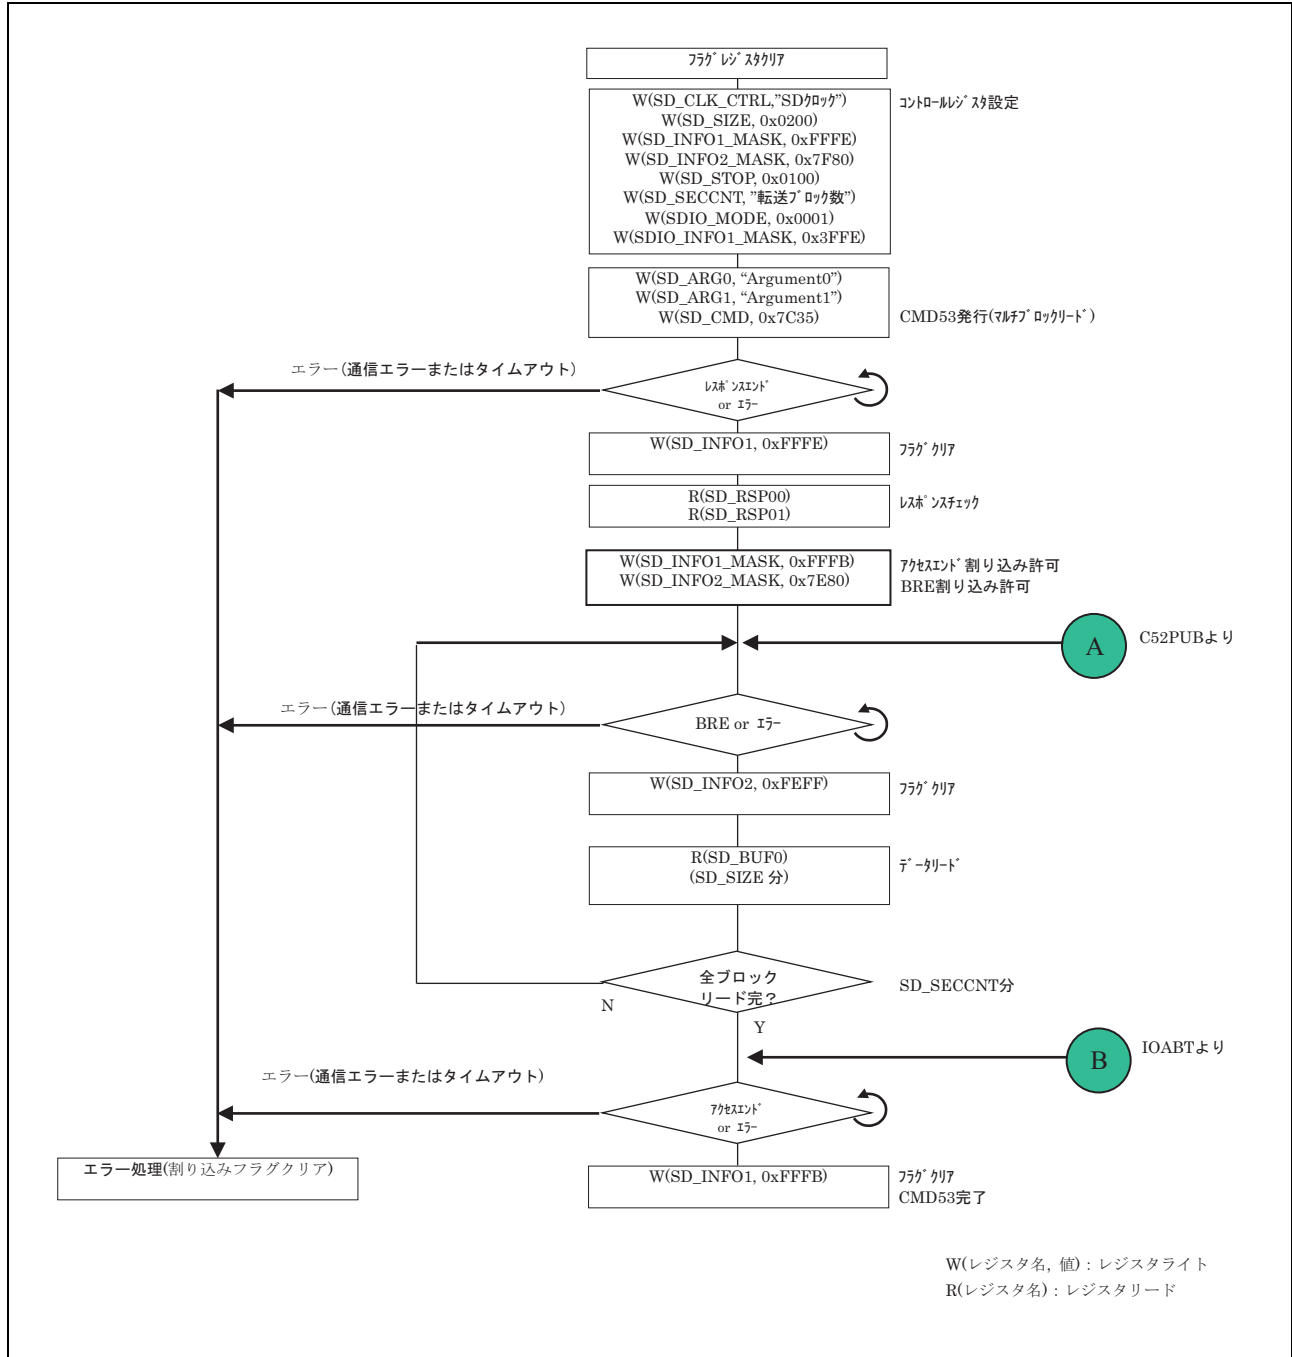 ﾌﾗｸﾞﾚｼﾞｽﾀｸﾘｱ
W(SD_CLK_CTRL,"SDｸﾛｯｸ")
W(SD_SIZE, 0x0200)
W(SD_INFO1_MASK, 0xFFFE)
W(SD_INFO2_MASK, 0x7F80)
W(SD_STOP, 0x0100)
W(SD_SECCNT, ”転送ﾌﾞﾛｯｸ数”)
W(SDIO_MODE, 0x0001)
W(SDIO_INFO1_MASK, 0x3FFE)
ｺﾝﾄﾛｰﾙﾚｼﾞｽﾀ設定
W(SD_ARG0, “Argument0”)
W(SD_ARG1, “Argument1”)
W(SD_CMD, 0x7C35)
CMD53発行(ﾏﾙﾁﾌﾞﾛｯｸﾘｰﾄﾞ)
エラー(通信エラーまたはタイムアウト)
ﾚｽﾎﾟﾝｽｴﾝﾄﾞ
or ｴﾗｰ
W(SD_INFO1, 0xFFFE)
ﾌﾗｸﾞｸﾘｱ
R(SD_RSP00)
R(SD_RSP01)
ﾚｽﾎﾟﾝｽﾁｪｯｸ
W(SD_INFO1_MASK, 0xFFFB)
W(SD_INFO2_MASK, 0x7E80)
ｱｸｾｽｴﾝﾄﾞ割り込み許可
BRE割り込み許可
A
C52PUBより
エラー(通信エラーまたはタイムアウト)
BRE or ｴﾗｰ
W(SD_INFO2, 0xFEFF)
ﾌﾗｸﾞｸﾘｱ
R(SD_BUF0)
(SD_SIZE 分)
ﾃﾞｰﾀﾘｰﾄﾞ
全ブロック
リード完？
SD_SECCNT分
N
Y
B
IOABTより
エラー(通信エラーまたはタイムアウト)
ｱｸｾｽｴﾝﾄﾞ
or ｴﾗｰ
エラー処理(割り込みフラグクリア)
W(SD_INFO1, 0xFFFB)
ﾌﾗｸﾞｸﾘｱ
CMD53完了
W(レジスタ名, 値)：レジスタライト
R(レジスタ名)：レジスタリード